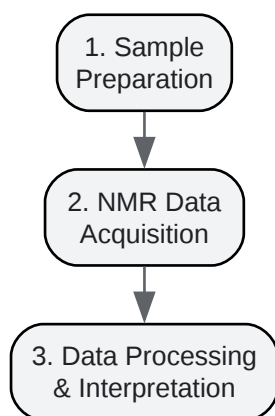 1. Sample
Preparation
2. NMR Data
Acquisition
3. Data Processing
& Interpretation